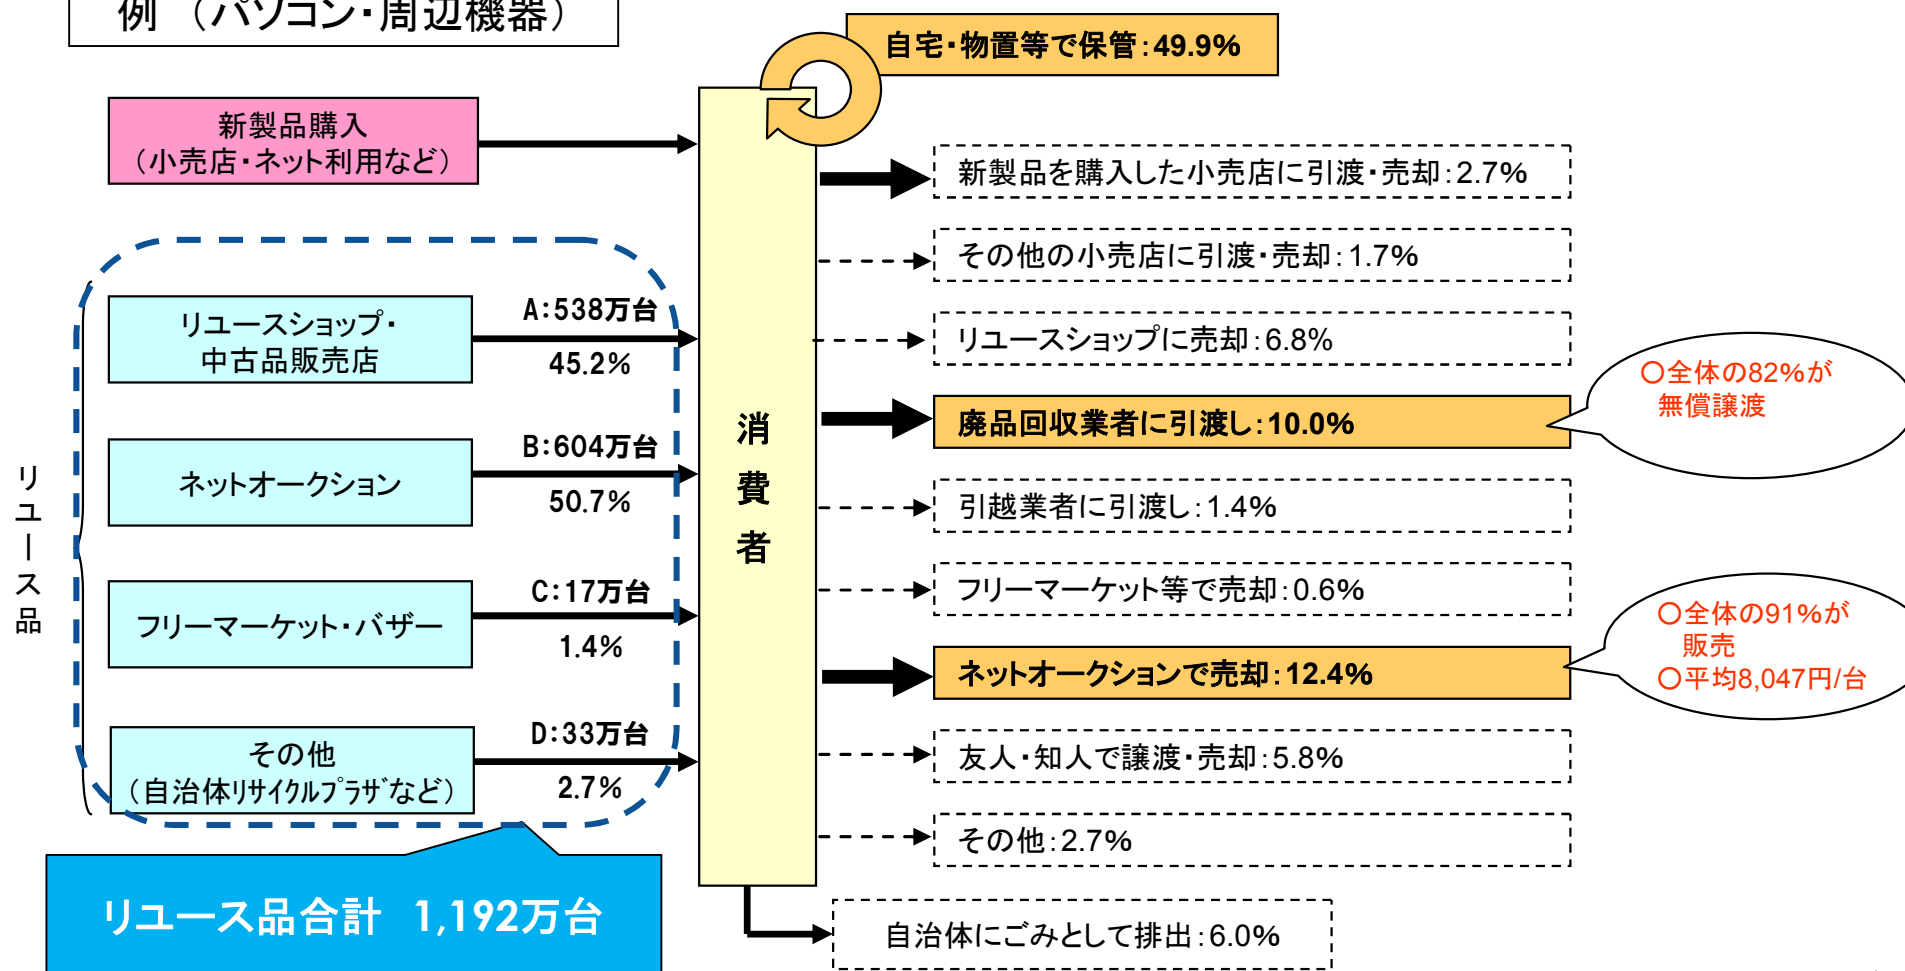 例 （パソコン・周辺機器）
自宅・物置等で保管：49.9%
新製品購入
（小売店・ネット利用など）
新製品を購入した小売店に引渡・売却：2.7%
その他の小売店に引渡・売却：1.7%
リユースショップ・
中古品販売店
A：538万台
45.2%
リユースショップに売却：6.8%
〇全体の82%が
無償譲渡
廃品回収業者に引渡し：10.0%
消費者
リユース品
ネットオークション
B：604万台
50.7%
引越業者に引渡し：1.4%
フリーマーケット・バザー
C：17万台
1.4%
フリーマーケット等で売却：0.6%
〇全体の91%が
販売
〇平均8,047円/台
ネットオークションで売却：12.4%
その他
（自治体ﾘｻｲｸﾙﾌﾟﾗｻﾞなど）
D：33万台
2.7%
友人・知人で譲渡・売却：5.8%
その他：2.7%
リユース品合計 1,192万台
自治体にごみとして排出：6.0%